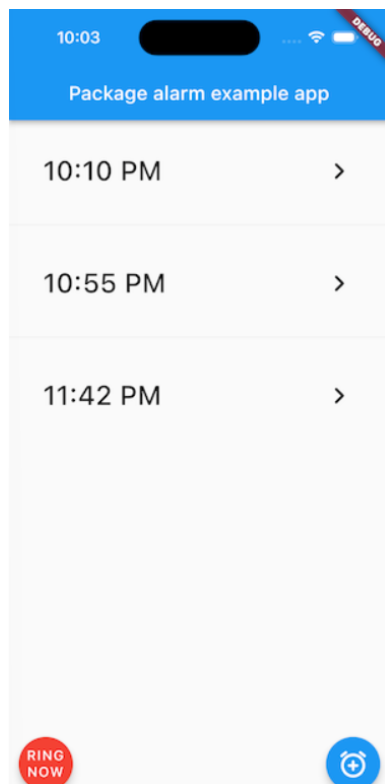 10:03
DEBUG
Package alarm example app
10:10 PM
10:55 PM
11:42 PM
RING
NOW